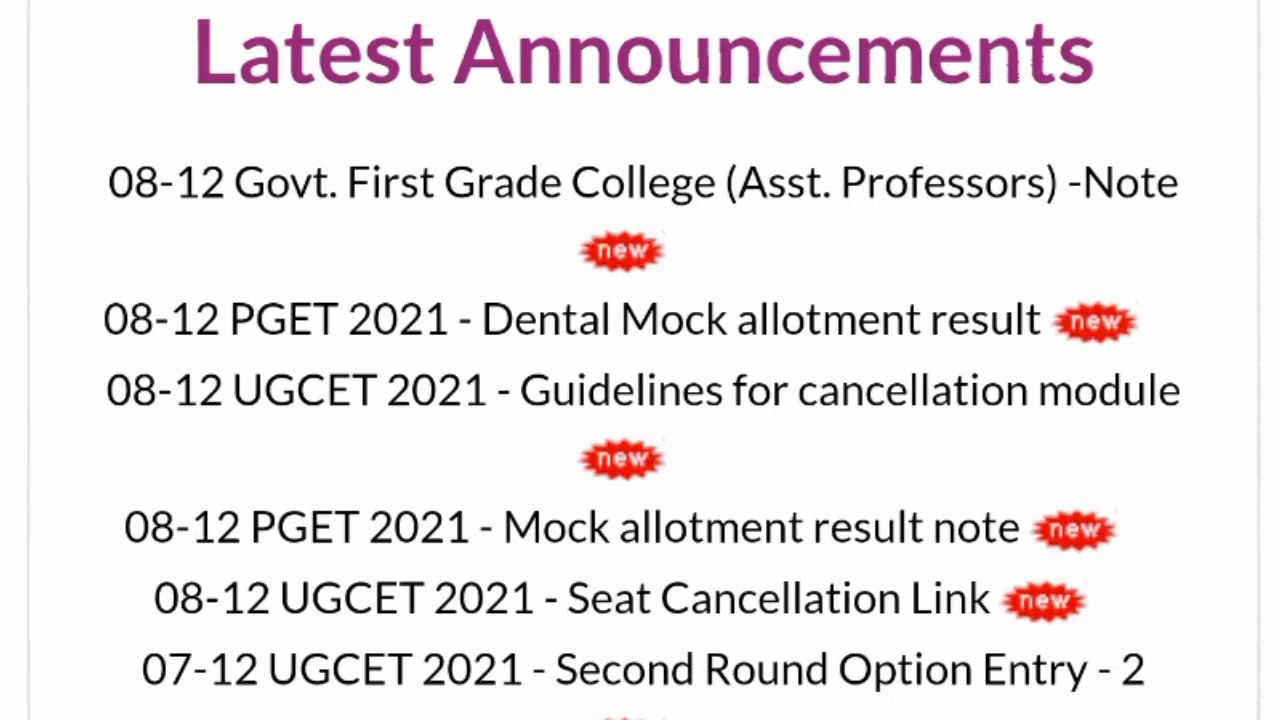 Latest Announcements
08-12 Govt. First Grade College (Asst. Professors) -Note
new
08-12 PGET 2021 - Dental Mock allotment result new
08-12 UGCET 2021 - Guidelines for cancellation module
new
08-12 PGET 2021 - Mock allotment result note new
08-12 UGCET 2021 - Seat Cancellation Link new
07-12 UGCET 2021 - Second Round Option Entry - 2